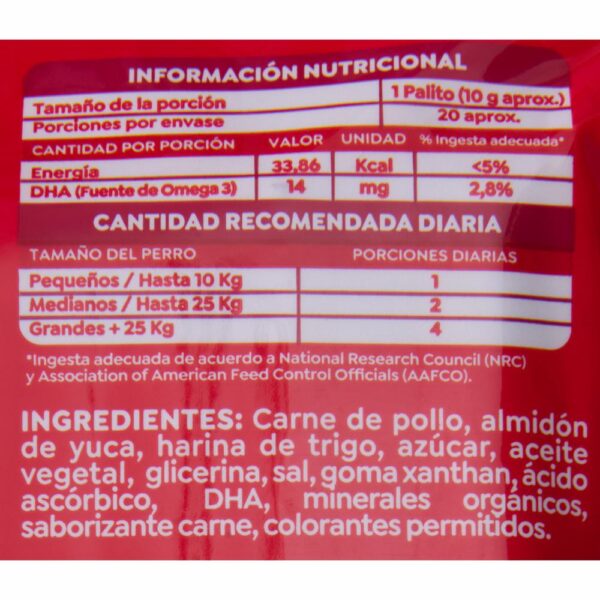 INFORMACIÓN NUTRICIONAL
Tamaño de la porción 1 Palito (10 g aprox.)
Porciones por envase 20 aprox.
CANTIDAD POR PORCIÓN VALOR UNIDAD % Ingesta adecuada*
Energía 33,86 Kcal <5%
DHA (Fuente de Omega 3) 14 mg 2,8%
CANTIDAD RECOMENDADA DIARIA
TAMAÑO DEL PERRO PORCIONES DIARIAS
Pequeños / Hasta 10 Kg 1
Medianos / Hasta 25 Kg 2
Grandes + 25 Kg 4
*Ingesta adecuada de acuerdo a National Research Council (NRC)
y Association of American Feed Control Officials (AAFCO).
INGREDIENTES: Carne de pollo, almidón
de yuca, harina de trigo, azúcar, aceite
vegetal, glicerina, sal, goma xanthan, ácido
ascórbico, DHA, minerales orgánicos,
saborizante carne, colorantes permitidos.